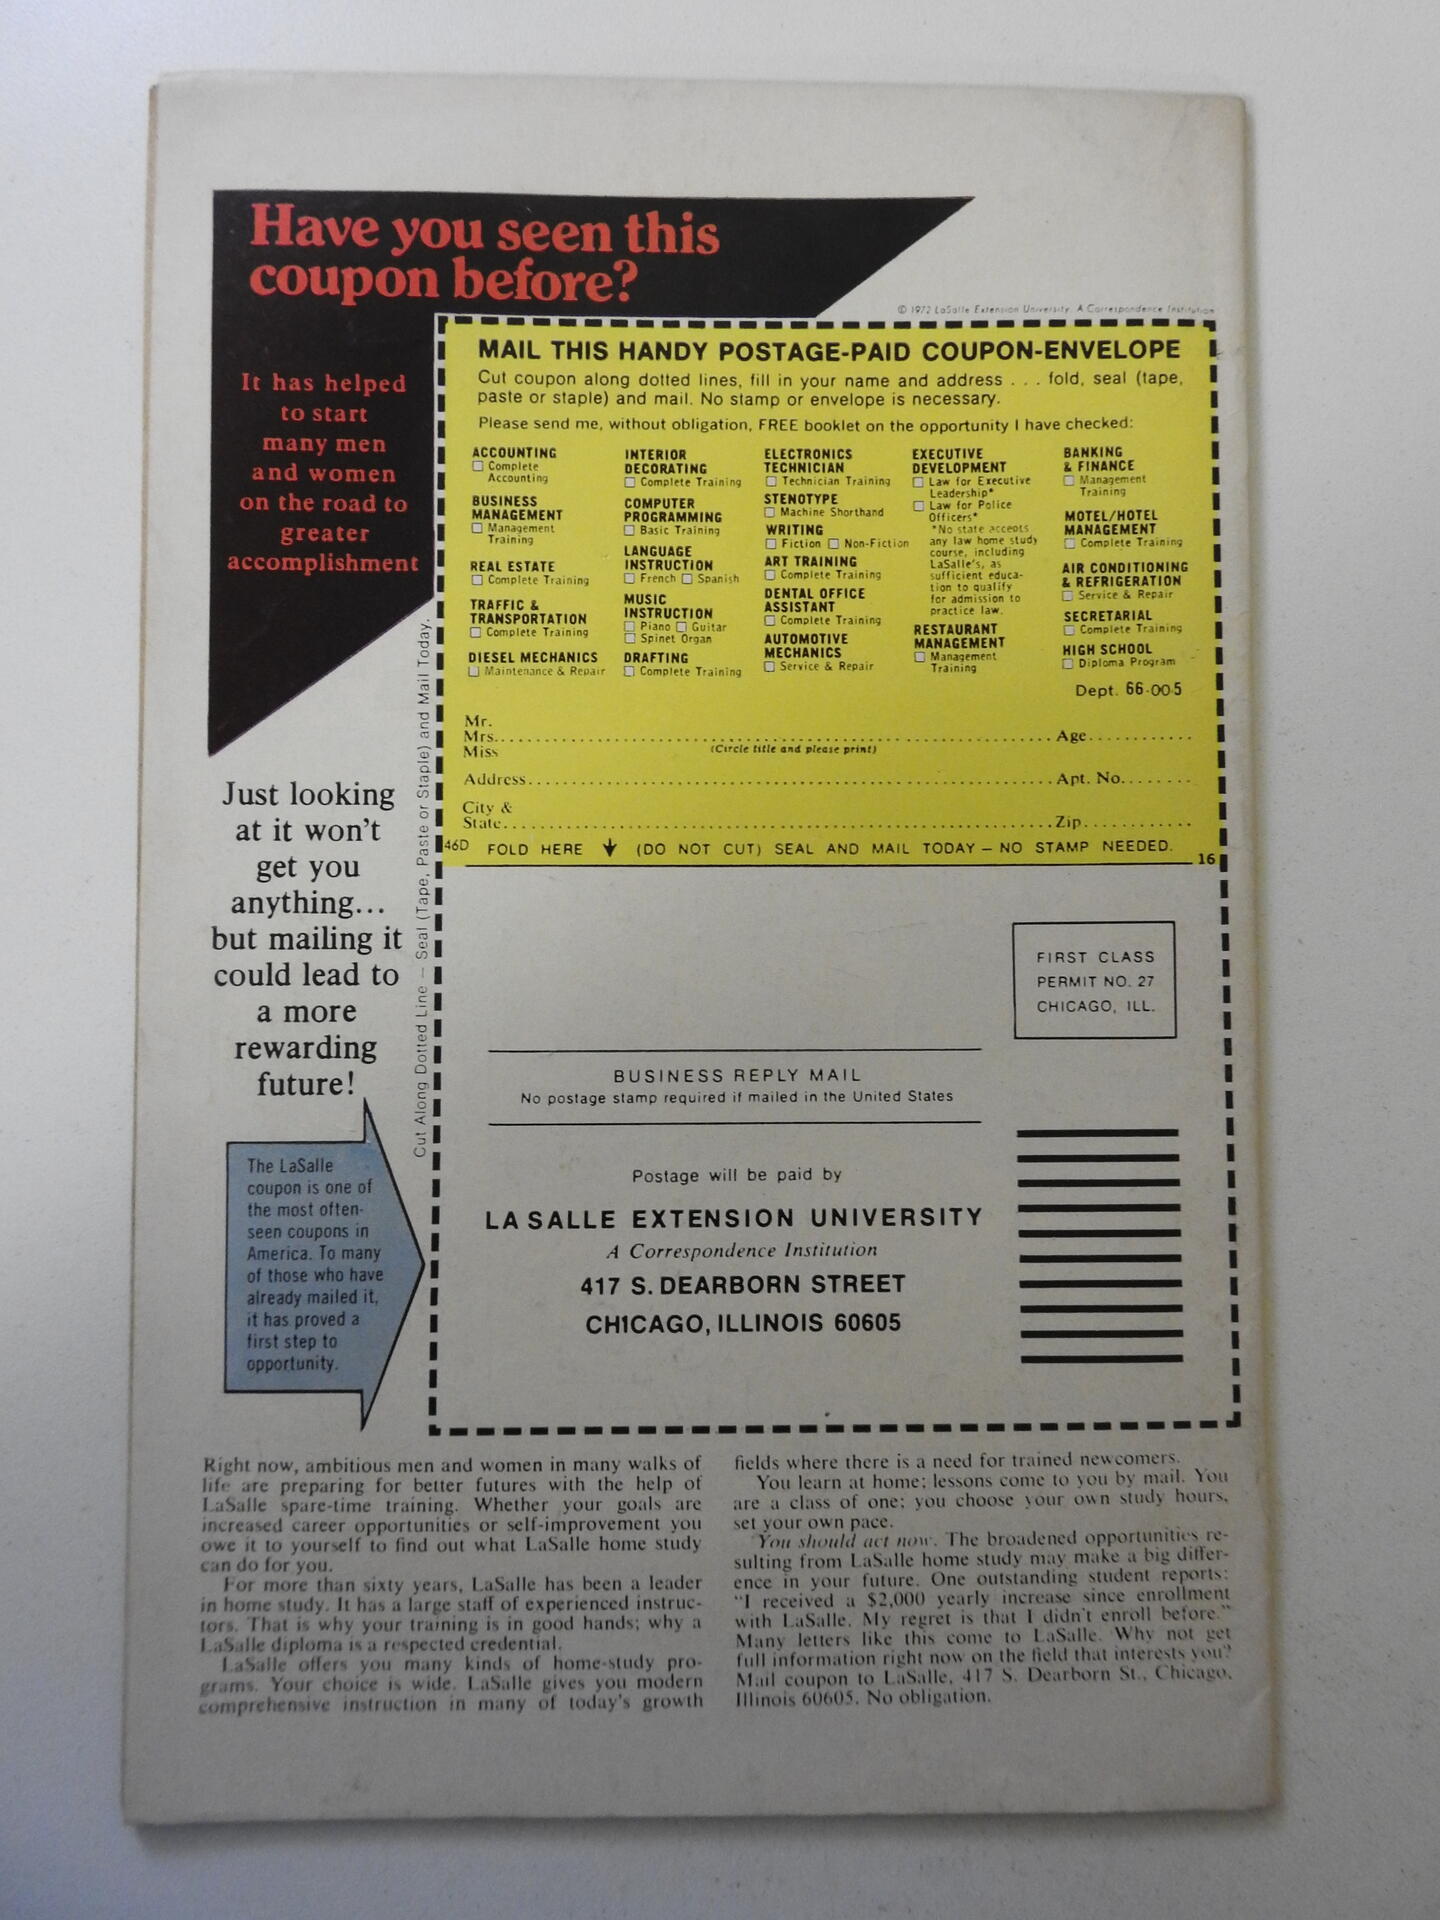 Have you seen this
coupon before?
© 1972 LaSalle Extension University. A Correspondence Institution
It has helped
to start
many men
and women
on the road to
greater
accomplishment
Just looking
at it won't
get you
anything...
but mailing it
could lead to
a more
rewarding
future!
The LaSalle
coupon is one of
the most often-
seen coupons in
America. To many
of those who have
already mailed it,
it has proved a
first step to
opportunity.
Cut Along Dotted Line – Seal (Tape, Paste or Staple) and Mail Today.
MAIL THIS HANDY POSTAGE-PAID COUPON-ENVELOPE
Cut coupon along dotted lines, fill in your name and address . . . fold, seal (tape,
paste or staple) and mail. No stamp or envelope is necessary.
Please send me, without obligation, FREE booklet on the opportunity I have checked:
ACCOUNTING
☐ Complete
Accounting
BUSINESS
MANAGEMENT
☐ Management
Training
REAL ESTATE
☐ Complete Training
TRAFFIC &
TRANSPORTATION
☐ Complete Training
DIESEL MECHANICS
☐ Maintenance & Repair
INTERIOR
DECORATING
☐ Complete Training
COMPUTER
PROGRAMMING
☐ Basic Training
LANGUAGE
INSTRUCTION
☐ French ☐ Spanish
MUSIC
INSTRUCTION
☐ Piano ☐ Guitar
☐ Spinet Organ
DRAFTING
☐ Complete Training
ELECTRONICS
TECHNICIAN
☐ Technician Training
STENOTYPE
☐ Machine Shorthand
WRITING
☐ Fiction ☐ Non-Fiction
ART TRAINING
☐ Complete Training
DENTAL OFFICE
ASSISTANT
☐ Complete Training
AUTOMOTIVE
MECHANICS
☐ Service & Repair
EXECUTIVE
DEVELOPMENT
☐ Law for Executive
Leadership*
☐ Law for Police
Officers*
*No state accepts
any law home study
course, including
LaSalle's, as
sufficient educa-
tion to qualify
for admission to
practice law.
RESTAURANT
MANAGEMENT
☐ Management
Training
BANKING
& FINANCE
☐ Management
Training
MOTEL/HOTEL
MANAGEMENT
☐ Complete Training
AIR CONDITIONING
& REFRIGERATION
☐ Service & Repair
SECRETARIAL
☐ Complete Training
HIGH SCHOOL
☐ Diploma Program
Dept. 66-005
Mr.
Mrs. Age
Miss (Circle title and please print)
Address Apt. No.
City &
State Zip
46D FOLD HERE ↓ (DO NOT CUT) SEAL AND MAIL TODAY – NO STAMP NEEDED.
16
FIRST CLASS
PERMIT NO. 27
CHICAGO, ILL.
BUSINESS REPLY MAIL
No postage stamp required if mailed in the United States
Postage will be paid by
LA SALLE EXTENSION UNIVERSITY
A Correspondence Institution
417 S. DEARBORN STREET
CHICAGO, ILLINOIS 60605
Right now, ambitious men and women in many walks of
life are preparing for better futures with the help of
LaSalle spare-time training. Whether your goals are
increased career opportunities or self-improvement you
owe it to yourself to find out what LaSalle home study
can do for you.
For more than sixty years, LaSalle has been a leader
in home study. It has a large staff of experienced instruc-
tors. That is why your training is in good hands; why a
LaSalle diploma is a respected credential.
LaSalle offers you many kinds of home-study pro-
grams. Your choice is wide. LaSalle gives you modern
comprehensive instruction in many of today's growth
fields where there is a need for trained newcomers.
You learn at home; lessons come to you by mail. You
are a class of one; you choose your own study hours,
set your own pace.
You should act now. The broadened opportunities re-
sulting from LaSalle home study may make a big differ-
ence in your future. One outstanding student reports:
"I received a $2,000 yearly increase since enrollment
with LaSalle. My regret is that I didn't enroll before."
Many letters like this come to LaSalle. Why not get
full information right now on the field that interests you?
Mail coupon to LaSalle, 417 S. Dearborn St., Chicago,
Illinois 60605. No obligation.